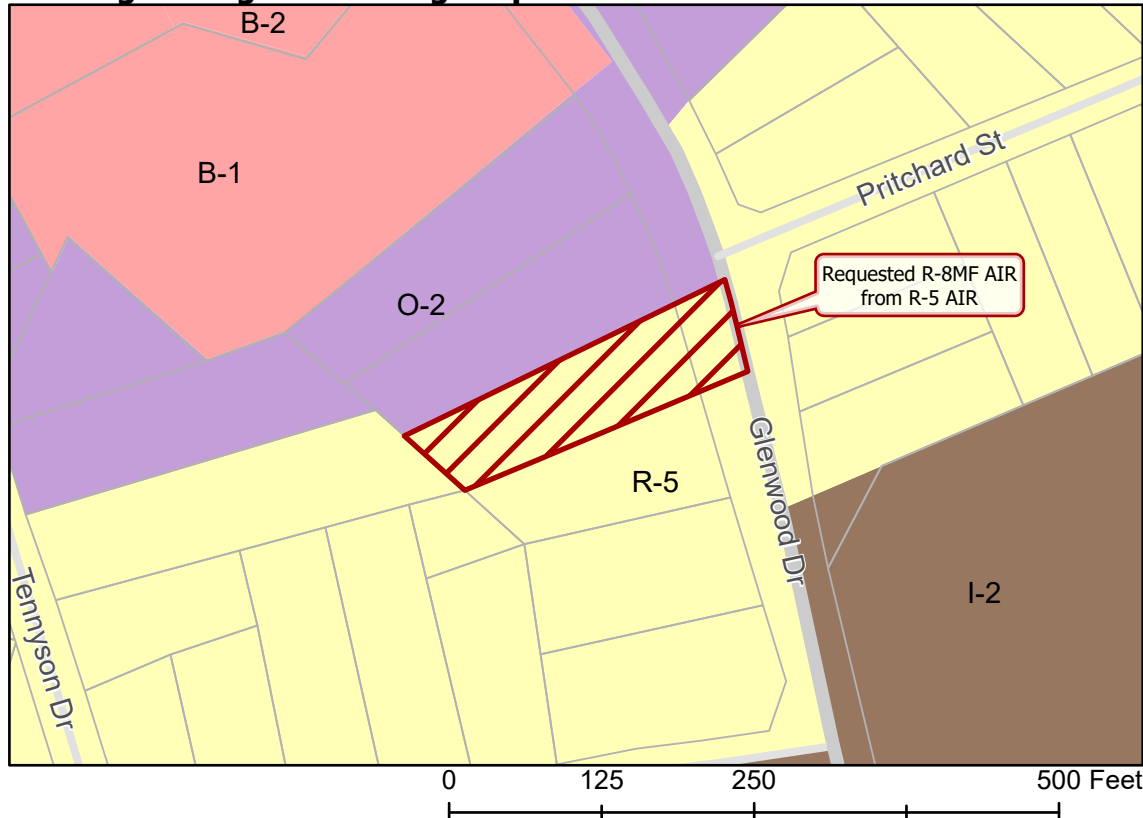 B-2
B-1
Pritchard St
Requested R-8MF AIR
from R-5 AIR
O-2
R-5
Glenwood Dr
I-2
Tennyson Dr
0 125 250 500 Feet